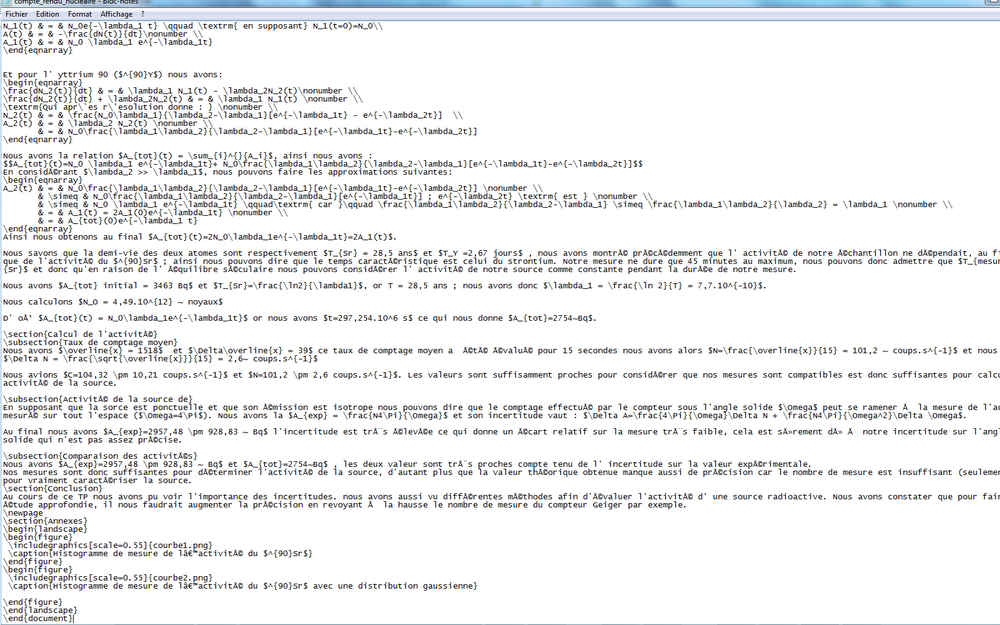 compte_rendu_nucleaire - Bloc-notes
Fichier Edition Format Affichage ?
N_1(t) & = & N_0e{-\lambda_1 t} \qquad \textrm{ en supposant} N_1(t=0)=N_0\\
A(t) & = & -\frac{dN(t)}{dt}\nonumber \\
A_1(t) & = & N_0 \lambda_1 e^{-\lambda_1t}
\end{eqnarray}
Et pour l' yttrium 90 ($^{90}Y$) nous avons:
\begin{eqnarray}
\frac{dN_2(t)}{dt} & = & \lambda_1 N_1(t) - \lambda_2N_2(t)\nonumber \\
\frac{dN_2(t)}{dt} + \lambda_2N_2(t) & = & \lambda_1 N_1(t) \nonumber \\
\textrm{Qui apr\`es r\'esolution donne : } \nonumber \\
N_2(t) & = & \frac{N_0\lambda_1}{\lambda_2-\lambda_1}[e^{-\lambda_1t} - e^{-\lambda_2t}] \\
A_2(t) & = & \lambda_2 N_2(t) \nonumber \\
& = & N_0\frac{\lambda_1\lambda_2}{\lambda_2-\lambda_1}[e^{-\lambda_1t}-e^{-\lambda_2t}]
\end{eqnarray}
Nous avons la relation $A_{tot}(t) = \sum_{i}^{}{A_i}$, ainsi nous avons :
$$A_{tot}(t)=N_0 \lambda_1 e^{-\lambda_1t}+ N_0\frac{\lambda_1\lambda_2}{\lambda_2-\lambda_1}[e^{-\lambda_1t}-e^{-\lambda_2t}]$$
En considÃ©rant $\lambda_2 >> \lambda_1$, nous pouvons faire les approximations suivantes:
\begin{eqnarray}
A_2(t) & = & N_0\frac{\lambda_1\lambda_2}{\lambda_2-\lambda_1}[e^{-\lambda_1t}-e^{-\lambda_2t}] \nonumber \\
& \simeq & N_0\frac{\lambda_1\lambda_2}{\lambda_2-\lambda_1}[e^{-\lambda_1t}] ; e^{-\lambda_2t} \textrm{ est } \nonumber \\
& \simeq & N_0 \lambda_1 e^{-\lambda_1t} \qquad\textrm{ car }\qquad \frac{\lambda_1\lambda_2}{\lambda_2-\lambda_1} \simeq \frac{\lambda_1\lambda_2}{\lambda_2} = \lambda_1 \nonumber \\
& = & A_1(t) = 2A_1(0)e^{-\lambda_1t} \nonumber \\
& = & A_{tot}(0)e^{-\lambda_1 t}
\end{eqnarray}
Ainsi nous obtenons au final $A_{tot}(t)=2N_0\lambda_1e^{-\lambda_1t}=2A_1(t)$.
Nous savons que la demi-vie des deux atomes sont respectivement $T_{Sr} = 28,5 ans$ et $T_Y =2,67 jours$ , nous avons montrÃ© prÃ©cÃ©demment que l' activitÃ© de notre Ã©chantillon ne dÃ©pendait, au fi
que de l'activitÃ© du $^{90}Sr$ ; ainsi nous pouvons dire que le temps caractÃ©ristique est celui du strontium. Notre mesure ne dure que 45 minutes au maximum, nous pouvons donc admettre que $T_{mesur
{Sr}$ et donc qu'en raison de l' Ã©quilibre sÃ©culaire nous pouvons considÃ©rer l' activitÃ© de notre source comme constante pendant la durÃ©e de notre mesure.
Nous avons $A_{tot} initial = 3463 Bq$ et $T_{Sr}=\frac{\ln2}{\lambda1}$, or T = 28,5 ans ; nous avons donc $\lambda_1 = \frac{\ln 2}{T} = 7,7.10^{-10}$.
Nous calculons $N_O = 4,49.10^{12} ~ noyaux$
D' oÃ¹ $A_{tot}(t) = N_0\lambda_1e^{-\lambda_1t}$ or nous avons $t=297,254.10^6 s$ ce qui nous donne $A_{tot}=2754~Bq$.
\section{Calcul de l'activitÃ©}
\subsection{Taux de comptage moyen}
Nous avons $\overline{x} = 1518$ et $\Delta\overline{x} = 39$ ce taux de comptage moyen a Ã©tÃ© Ã©valuÃ© pour 15 secondes nous avons alors $N=\frac{\overline{x}}{15} = 101,2 ~ coups.s^{-1}$ et nous
$\Delta N = \frac{\sqrt{\overline{x}}}{15} = 2,6~ coups.s^{-1}$
Nous avions $C=104,32 \pm 10,21 coups.s^{-1}$ et $N=101,2 \pm 2,6 coups.s^{-1}$. Les valeurs sont suffisamment proches pour considÃ©rer que nos mesures sont compatibles est donc suffisantes pour calcu
activitÃ© de la source.
\subsection{ActivitÃ© de la source de}
En supposant que la sorce est ponctuelle et que son Ã©mission est isotrope nous pouvons dire que le comptage effectuÃ© par le compteur sous l'angle solide $\Omega$ peut se ramener Ã la mesure de l'ac
mesurÃ© sur tout l'espace ($\Omega=4\Pi$). Nous avons la $A_{exp} = \frac{N4\Pi}{\Omega}$ et son incertitude vaut : $\Delta A=\frac{4\Pi}{\Omega}\Delta N + \frac{N4\Pi}{\Omega^2}\Delta \Omega$.
Au final nous avons $A_{exp}=2957,48 \pm 928,83 ~ Bq$ l'incertitude est trÃ¨s Ã©levÃ©e ce qui donne un Ã©cart relatif sur la mesure trÃ¨s faible, cela est sÃ»rement dÃ» Ã notre incertitude sur l'angl
solide qui n'est pas assez prÃ©cise.
\subsection{Comparaison des activitÃ©s}
Nous avons $A_{exp}=2957,48 \pm 928,83 ~ Bq$ et $A_{tot}=2754~Bq$ , les deux valeur sont trÃ¨s proches compte tenu de l' incertitude sur la valeur expÃ©rimentale.
Nos mesures sont donc suffisantes pour dÃ©terminer l'activitÃ© de la source, d'autant plus que la valeur thÃ©orique obtenue manque aussi de prÃ©cision car le nombre de mesure est insuffisant (seulemen
pour vraiment caractÃ©riser la source.
\section{Conclusion}
Au cours de ce TP nous avons pu voir l'importance des incertitudes. nous avons aussi vu diffÃ©rentes mÃ©thodes afin d'Ã©valuer l'activitÃ© d' une source radioactive. Nous avons constater que pour fair
Ã©tude approfondie, il nous faudrait augmenter la prÃ©cision en revoyant Ã la hausse le nombre de mesure du compteur Geiger par exemple.
\newpage
\section{Annexes}
\begin{landscape}
\begin{figure}
\includegraphics[scale=0.55]{courbe1.png}
\caption{Histogramme de mesure de lâ€™activitÃ© du $^{90}Sr$}
\end{figure}
\begin{figure}
\includegraphics[scale=0.55]{courbe2.png}
\caption{Histogramme de mesure de lâ€™activitÃ© du $^{90}Sr$ avec une distribution gaussienne}
\end{figure}
\end{landscape}
\end{document}